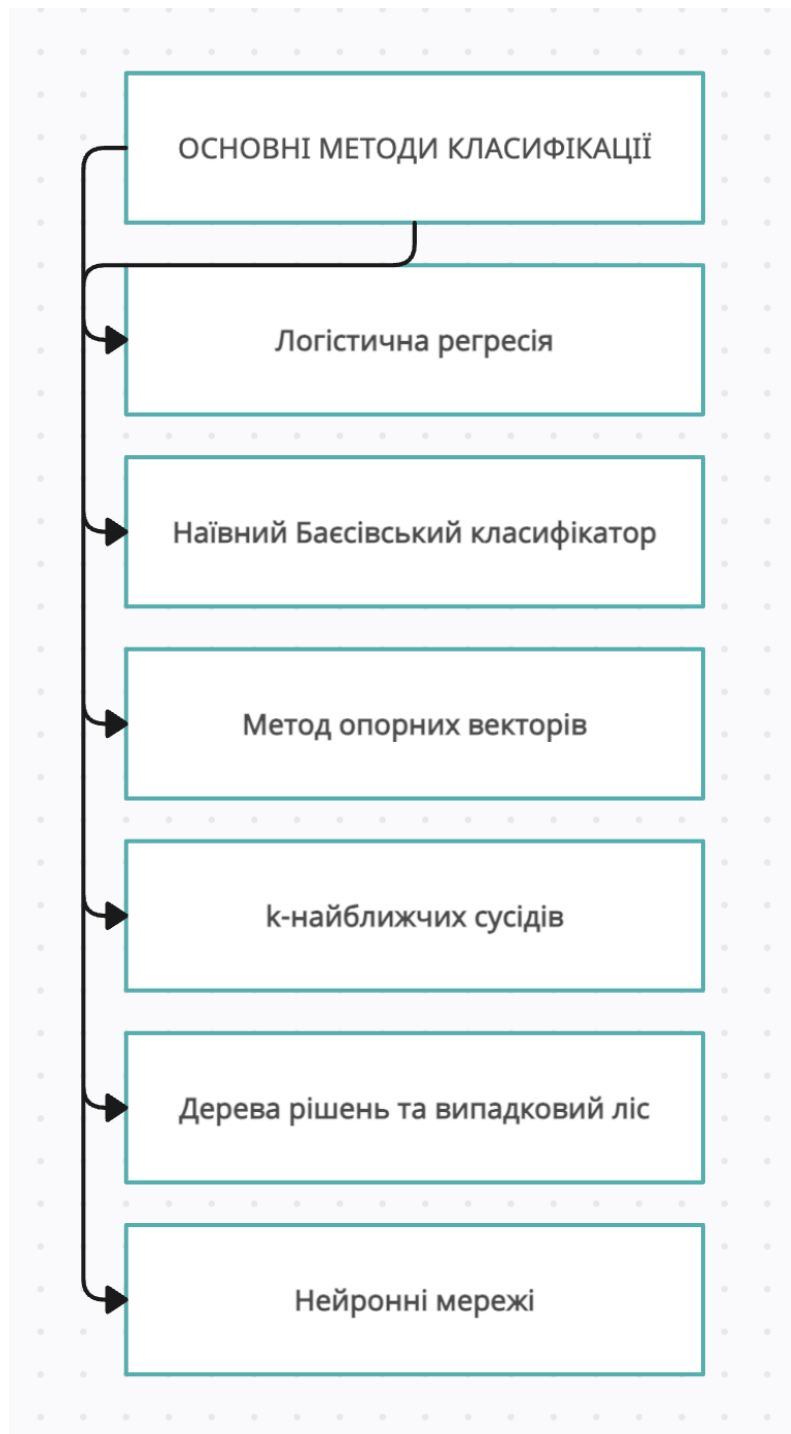 ОСНОВНІ МЕТОДИ КЛАСИФІКАЦІЇ
Логістична регресія
Наївний Баєсівський класифікатор
Метод опорних векторів
k-найближчих сусідів
Дерева рішень та випадковий ліс
Нейронні мережі